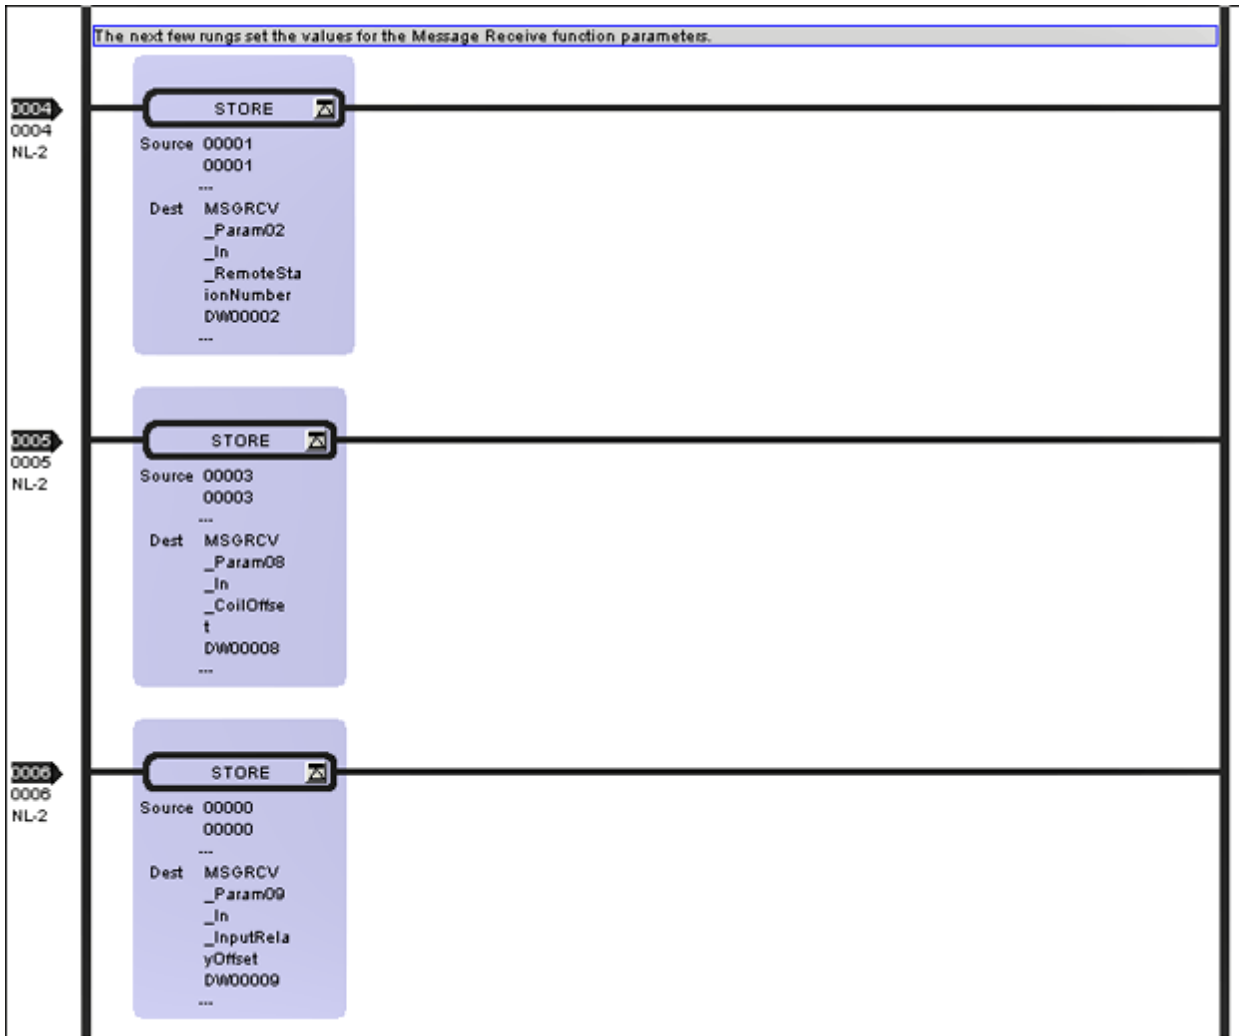 The next few rungs set the values for the Message Receive function parameters.
0004
STORE
0004
NL-2
Source 00001
00001
---
Dest MSGRCV
_Param02
_In
_RemoteSta
ionNumber
DW00002
---
0005
STORE
0005
NL-2
Source 00003
00003
---
Dest MSGRCV
_Param08
_In
_CoilOffse
t
DW00008
---
0006
STORE
0006
NL-2
Source 00000
00000
---
Dest MSGRCV
_Param09
_In
_InputRela
yOffset
DW00009
---